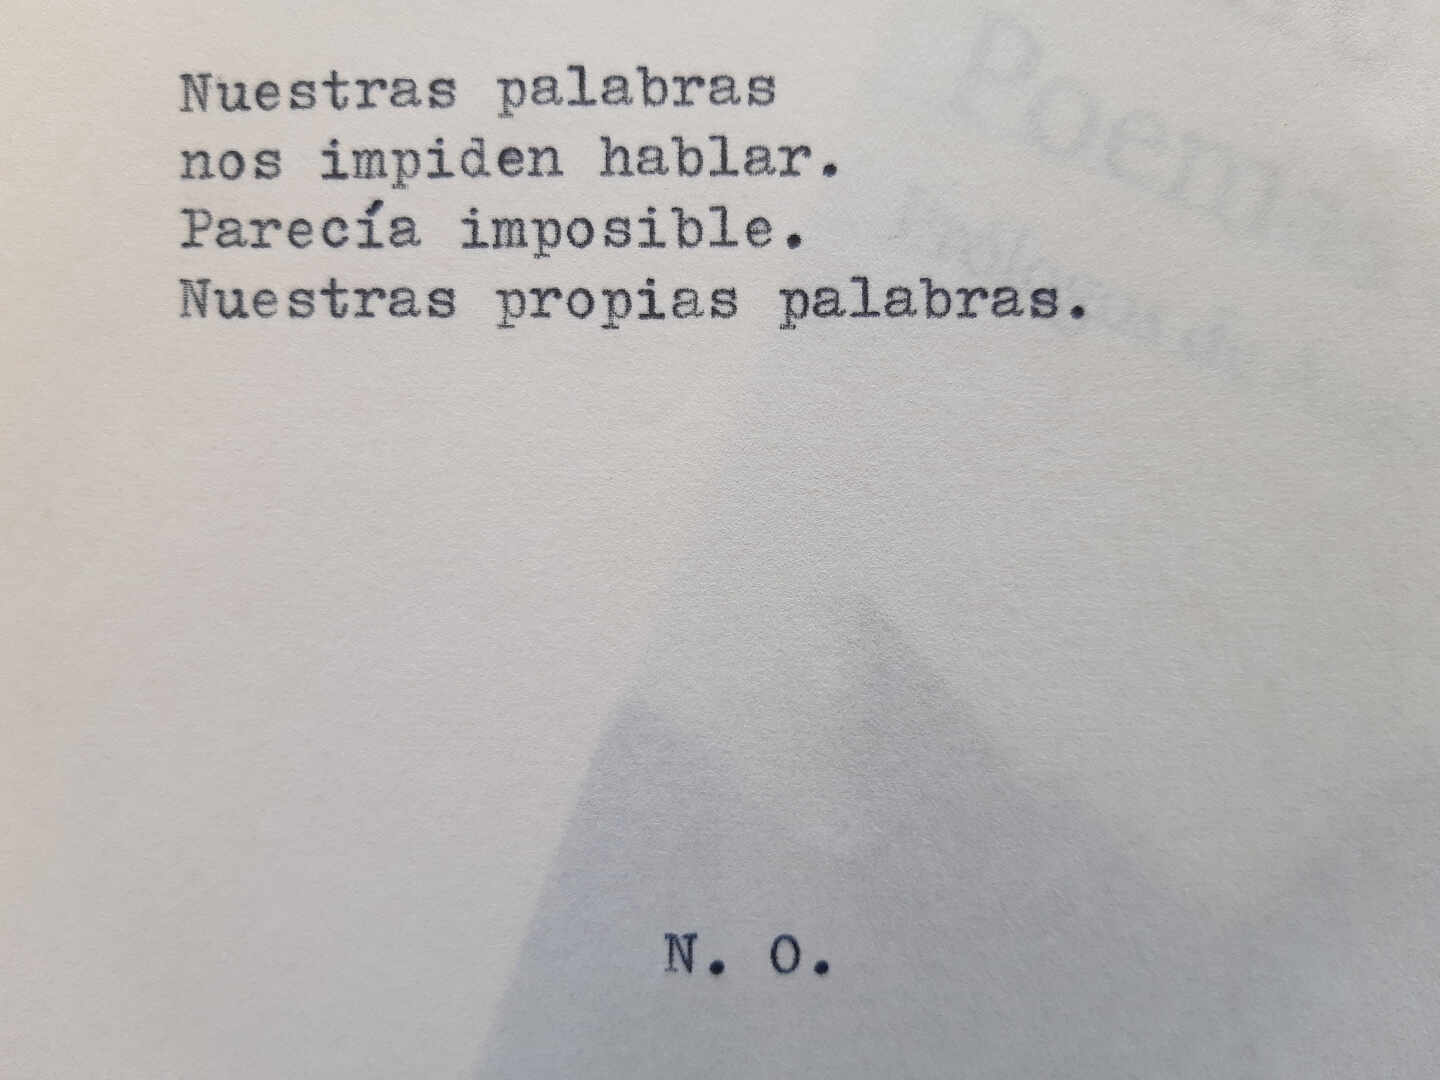 Nuestras palabras
nos impiden hablar.
Parecía imposible.
Nuestras propias palabras.
N. O.